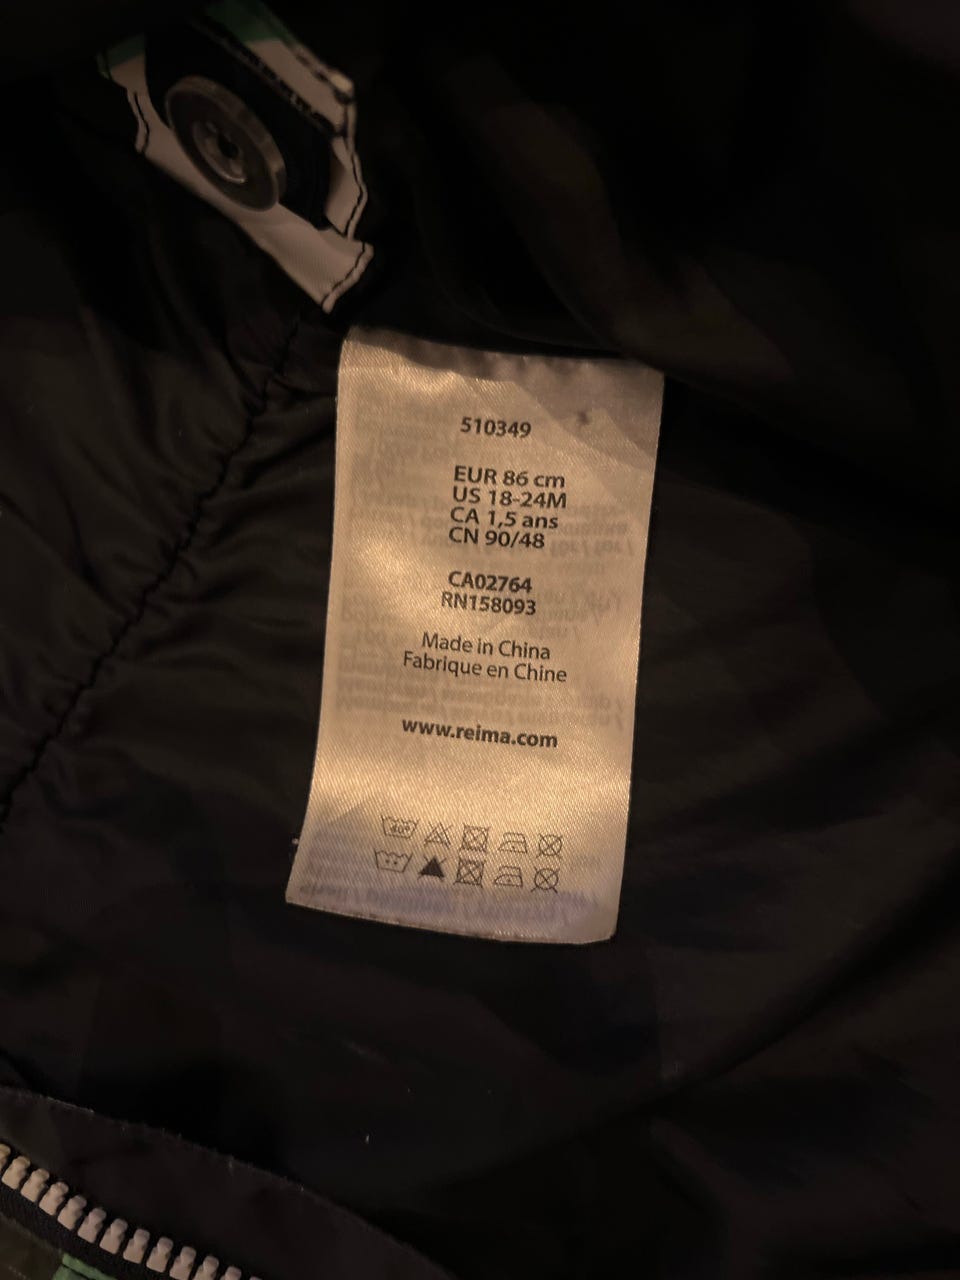 510349
EUR 86 cm
US 18-24M
CA 1,5 ans
CN 90/48
CA02764
RN158093
Made in China
Fabrique en Chine
www.reima.com
40°